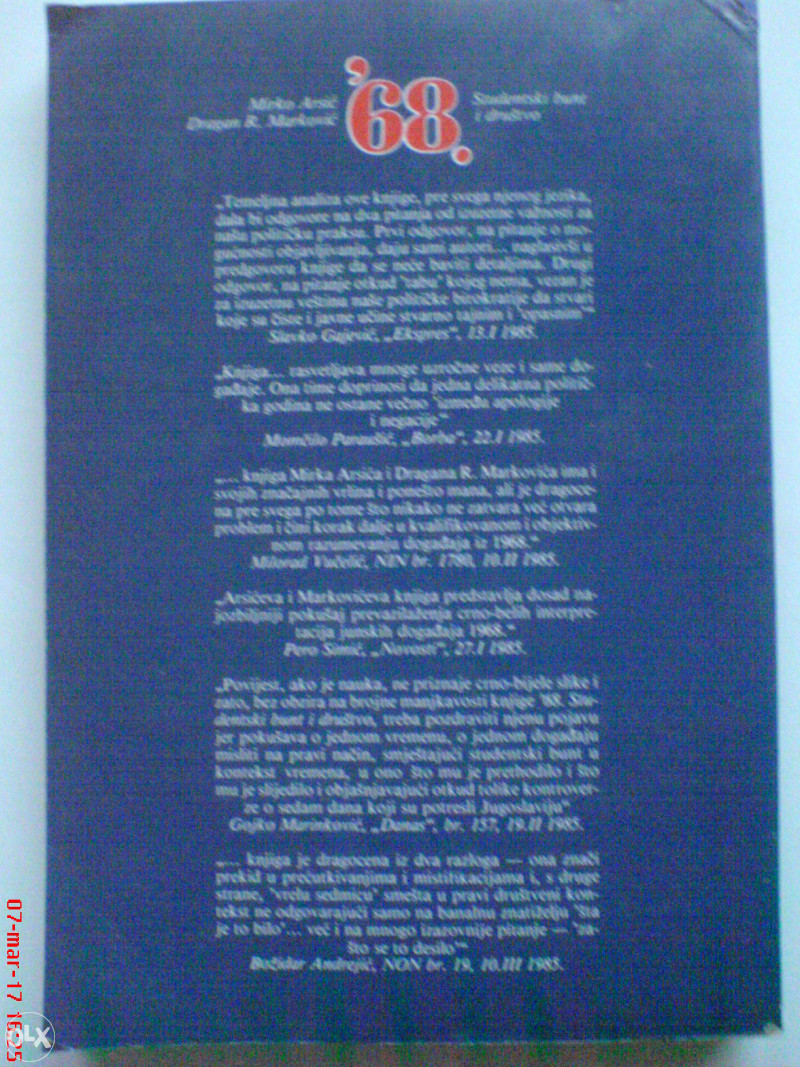 Mirko Arsić
Dragan R. Marković
'68.
Studentski bunt
i društvo
„Temeljna analiza ove knjige, pre svega njenog jezika,
dala bi odgovore na dva pitanja od izuzetne važnosti za
našu političku praksu. Prvi odgovor, na pitanje o mo-
gućnosti objavljivanja, daju sami autori... naglasivši u
predgovoru knjige da se neće baviti detaljima. Drugi
odgovor, na pitanje otkud 'tabu' kojeg nema, vezan je
za izuzetnu veštinu naše političke birokratije da stvari
koje su čiste i javne učine stvarno tajnim i 'opasnim'“
Slavko Gajević, „Ekspres“, 13.I 1985.
„Knjiga... rasvetljava mnoge uzročne veze i same do-
gađaje. Ona time doprinosi da jedna delikatna politič-
ka godina ne ostane večno 'između apologije
i negacije“
Momčilo Paraušić, „Borba“, 22.I 1985.
„... knjiga Mirka Arsića i Dragana R. Markovića ima i
svojih značajnih vrlina i ponešto mana, ali je dragoce-
na pre svega po tome što nikako ne zatvara već otvara
problem i čini korak dalje u kvalifikovanom i objektiv-
nom razumevanju događaja iz 1968.“
Milorad Vučelić, NIN br. 1780, 10.II 1985.
„Arsićeva i Markovićeva knjiga predstavlja dosad na-
jozbiljniji pokušaj prevazilaženja crno-belih interpre-
tacija junskih događaja 1968.“
Pero Simić, „Novosti“, 27.I 1985.
„Povijest, ako je nauka, ne priznaje crno-bijele slike i
zato, bez obzira na brojne manjkavosti knjige '68. Stu-
dentski bunt i društvo, treba pozdraviti njenu pojavu
jer pokušava o jednom vremenu, o jednom događaju
misliti na pravi način, smještajući studentski bunt u
kontekst vremena, u ono što mu je prethodilo i što
mu je slijedilo i objašnjavajući otkud tolike kontrover-
ze o sedam dana koji su potresli Jugoslaviju“
Gojko Marinković, „Danas“, br. 157, 19.II 1985.
„... knjiga je dragocena iz dva razloga — ona znači
prekid u prećutkivanjima i mistifikacijama i, s druge
strane, 'vrelu sedmicu' smešta u pravi društveni kon-
tekst ne odgovarajući samo na banalnu znatiželju 'šta
je to bilo'... već i na mnogo izazovnije pitanje — 'za-
što se to desilo'“
Božidar Andrejić, NON br. 19, 10.III 1985.
07-mar-17
OLX